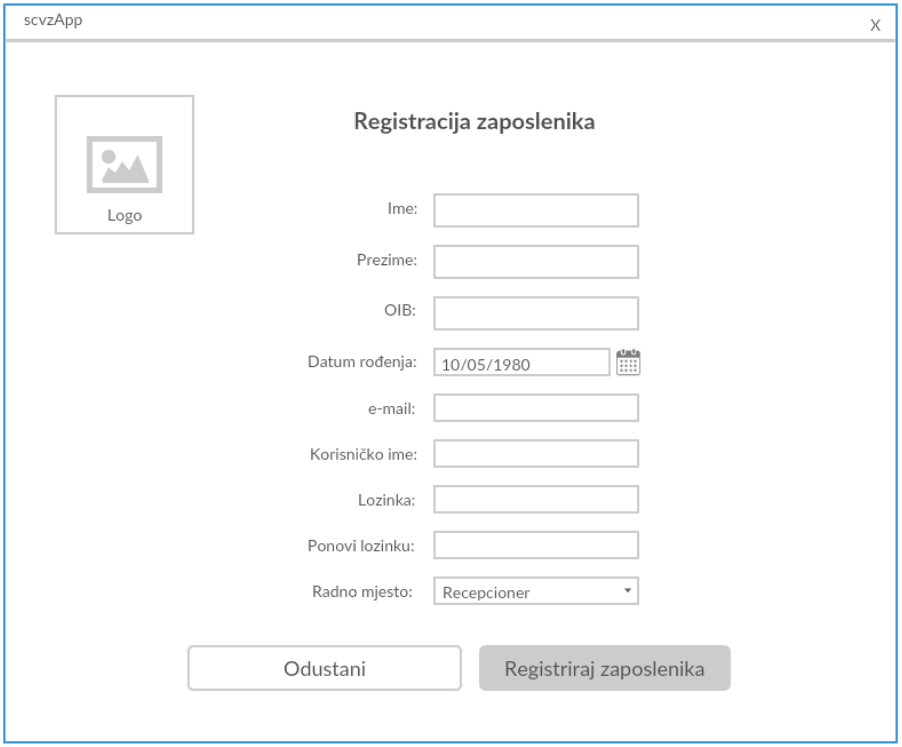 scvzApp
X
Logo
Registracija zaposlenika
Ime:
Prezime:
OIB:
Datum rođenja: 10/05/1980
e-mail:
Korisničko ime:
Lozinka:
Ponovi lozinku:
Radno mjesto: Recepcioner
Odustani
Registriraj zaposlenika